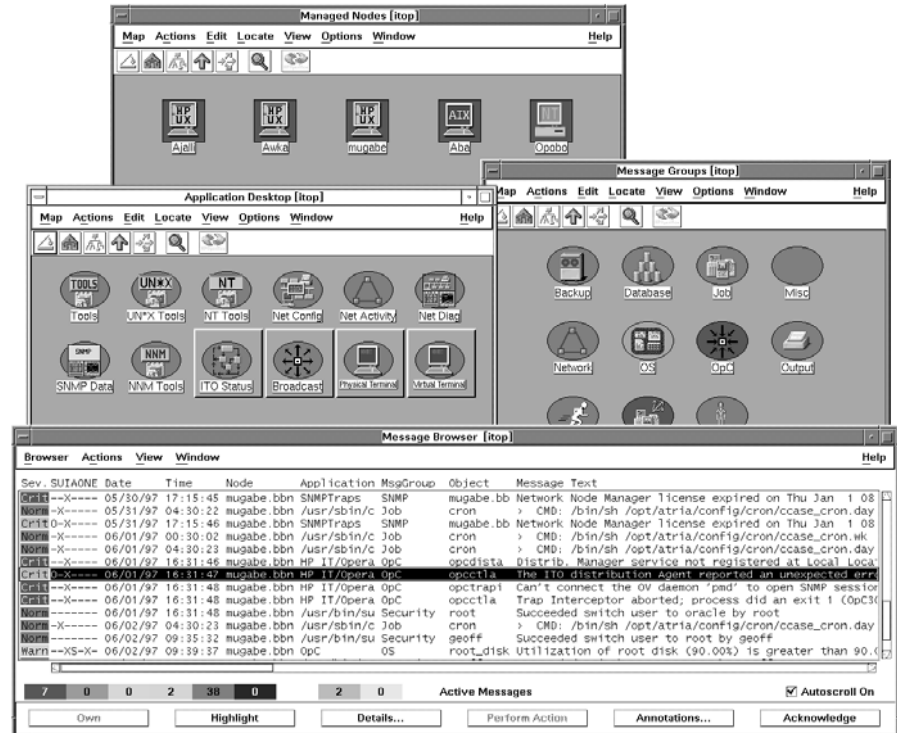 Managed Nodes [itop]
Map Actions Edit Locate View Options Window Help
HP UX HP UX HP UX AIX NT
Ajalli Awka mugabe Aba Opobo
Message Groups [itop]
Map Actions Edit Locate View Options Window Help
Backup Database Job Misc
Network OS OpC Output
Application Desktop [itop]
Map Actions Edit Locate View Options Window Help
TOOLS UN*X NT
Tools UN*X Tools NT Tools Net Config Net Activity Net Diag
SNMP NNM
SNMP Data NNM Tools ITO Status Broadcast Physical Terminal Virtual Terminal
Message Browser [itop]
Browser Actions View Window Help
Sev. SUIAONE Date Time Node Application MsgGroup Object Message Text
Crit --X---- 05/30/97 17:15:45 mugabe.bbn SNMPTraps SNMP mugabe.bb Network Node Manager license expired on Thu Jan 1 08
Norm -X----- 05/31/97 04:30:22 mugabe.bbn /usr/sbin/c Job cron > CMD: /bin/sh /opt/atria/config/cron/ccase_cron.day
Crit O-X---- 05/31/97 17:15:46 mugabe.bbn SNMPTraps SNMP mugabe.bb Network Node Manager license expired on Thu Jan 1 08
Norm -X----- 06/01/97 00:30:02 mugabe.bbn /usr/sbin/c Job cron > CMD: /bin/sh /opt/atria/config/cron/ccase_cron.wk
Norm -X----- 06/01/97 04:30:23 mugabe.bbn /usr/sbin/c Job cron > CMD: /bin/sh /opt/atria/config/cron/ccase_cron.day
Crit --X---- 06/01/97 16:31:46 mugabe.bbn HP IT/Opera OpC opcdista Distrib. Manager service not registered at Local Loca
Crit O-X---- 06/01/97 16:31:47 mugabe.bbn HP IT/Opera OpC opcctla The ITO distribution Agent reported an unexpected erro
Crit --X---- 06/01/97 16:31:48 mugabe.bbn HP IT/Opera OpC opctrapi Can't connect the OV daemon 'pmd' to open SNMP session
Crit --X---- 06/01/97 16:31:48 mugabe.bbn HP IT/Opera OpC opcctla Trap Interceptor aborted; process did an exit 1 (OpC30
Norm ------- 06/01/97 16:31:48 mugabe.bbn /usr/bin/su Security root Succeeded switch user to oracle by root
Norm -X----- 06/02/97 04:30:23 mugabe.bbn /usr/sbin/c Job cron > CMD: /bin/sh /opt/atria/config/cron/ccase_cron.day
Norm ------- 06/02/97 09:35:32 mugabe.bbn /usr/bin/su Security geoff Succeeded switch user to root by geoff
Warn --XS-X- 06/02/97 09:39:37 mugabe.bbn OpC OS root_disk Utilization of root disk (90.00%) is greater than 90.0
7 0 0 2 38 0 2 0 Active Messages Autoscroll On
Own Highlight Details... Perform Action Annotations... Acknowledge